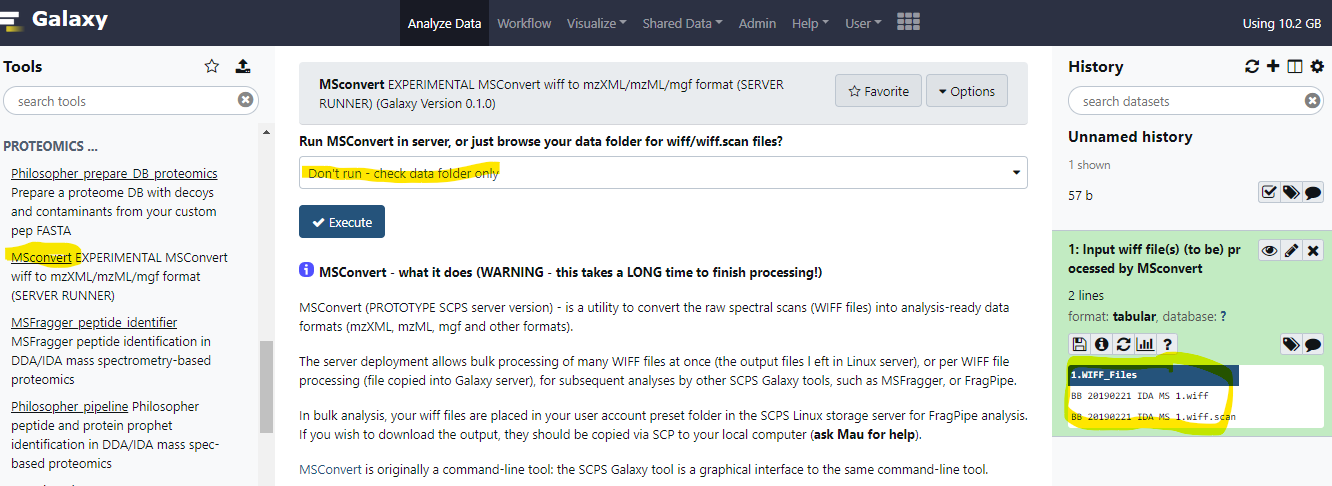 Galaxy
Analyze Data Workflow Visualize Shared Data Admin Help User Using 10.2 GB
Tools
search tools
PROTEOMICS ...
Philosopher prepare DB proteomics
Prepare a proteome DB with decoys
and contaminants from your custom
pep FASTA
MSconvert EXPERIMENTAL MSConvert
wiff to mzXML/mzML/mgf format
(SERVER RUNNER)
MSFragger peptide identifier
MSFragger peptide identification in
DDA/IDA mass spectrometry-based
proteomics
Philosopher pipeline Philosopher
peptide and protein prophet
identification in DDA/IDA mass spec-
based proteomics
MSconvert EXPERIMENTAL MSConvert wiff to mzXML/mzML/mgf format (SERVER
RUNNER) (Galaxy Version 0.1.0)
Favorite
Options
Run MSConvert in server, or just browse your data folder for wiff/wiff.scan files?
Don't run - check data folder only
Execute
MSConvert - what it does (WARNING - this takes a LONG time to finish processing!)
MSConvert (PROTOTYPE SCPS server version) - is a utility to convert the raw spectral scans (WIFF files) into analysis-ready data
formats (mzXML, mzML, mgf and other formats).
The server deployment allows bulk processing of many WIFF files at once (the output files l eft in Linux server), or per WIFF file
processing (file copied into Galaxy server), for subsequent analyses by other SCPS Galaxy tools, such as MSFragger, or FragPipe.
In bulk analysis, your wiff files are placed in your user account preset folder in the SCPS Linux storage server for FragPipe analysis.
If you wish to download the output, they should be copied via SCP to your local computer (ask Mau for help).
MSConvert is originally a command-line tool: the SCPS Galaxy tool is a graphical interface to the same command-line tool.
History
search datasets
Unnamed history
1 shown
57 b
1: Input wiff file(s) (to be) pr
ocessed by MSconvert
2 lines
format: tabular, database: ?
1.WIFF_Files
BB 20190221 IDA MS 1.wiff
BB 20190221 IDA MS 1.wiff.scan